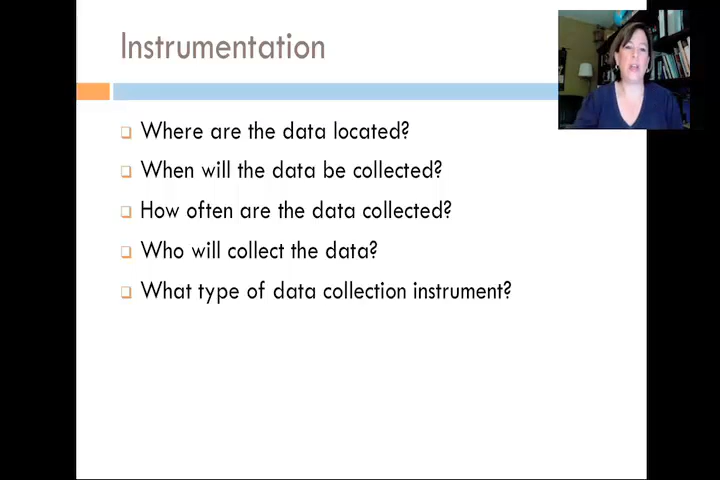 Instrumentation
Where are the data located?
When will the data be collected?
How often are the data collected?
Who will collect the data?
What type of data collection instrument?